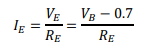 I_E = V_E / R_E = (V_B − 0.7) / R_E